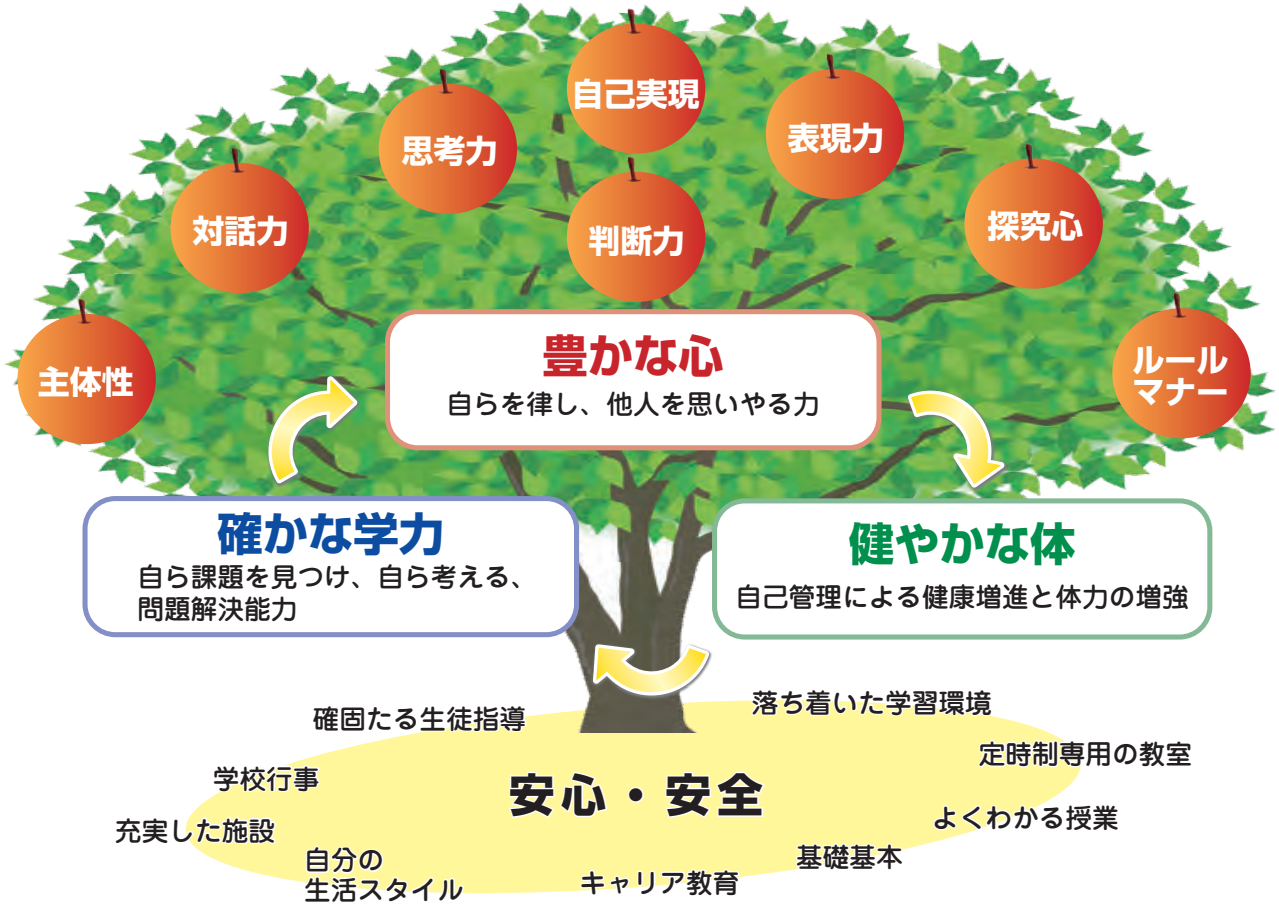 自己実現
思考力
表現力
対話力
判断力
探究心
主体性
ルール
マナー
豊かな心
自らを律し、他人を思いやる力
確かな学力
自ら課題を見つけ、自ら考える、
問題解決能力
健やかな体
自己管理による健康増進と体力の増強
確固たる生徒指導
落ち着いた学習環境
学校行事
定時制専用の教室
安心・安全
充実した施設
よくわかる授業
自分の
生活スタイル
キャリア教育
基礎基本